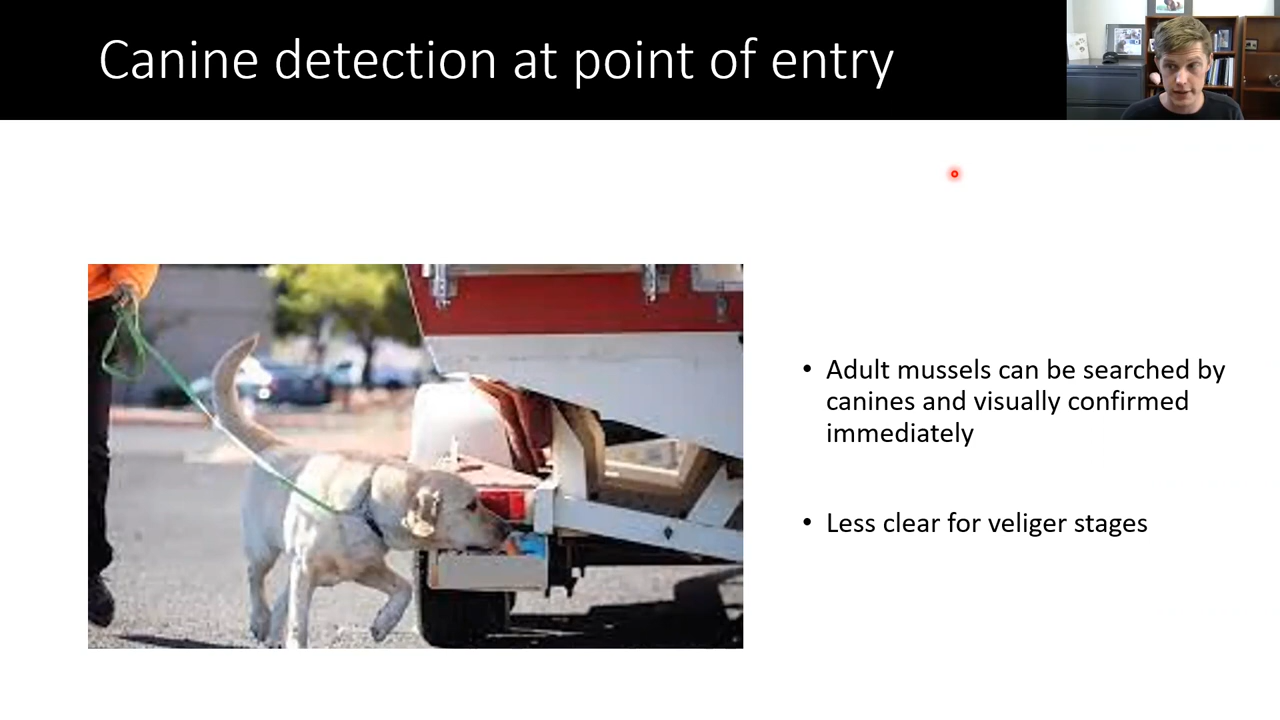 Canine detection at point of entry
• Adult mussels can be searched by
canines and visually confirmed
immediately
• Less clear for veliger stages